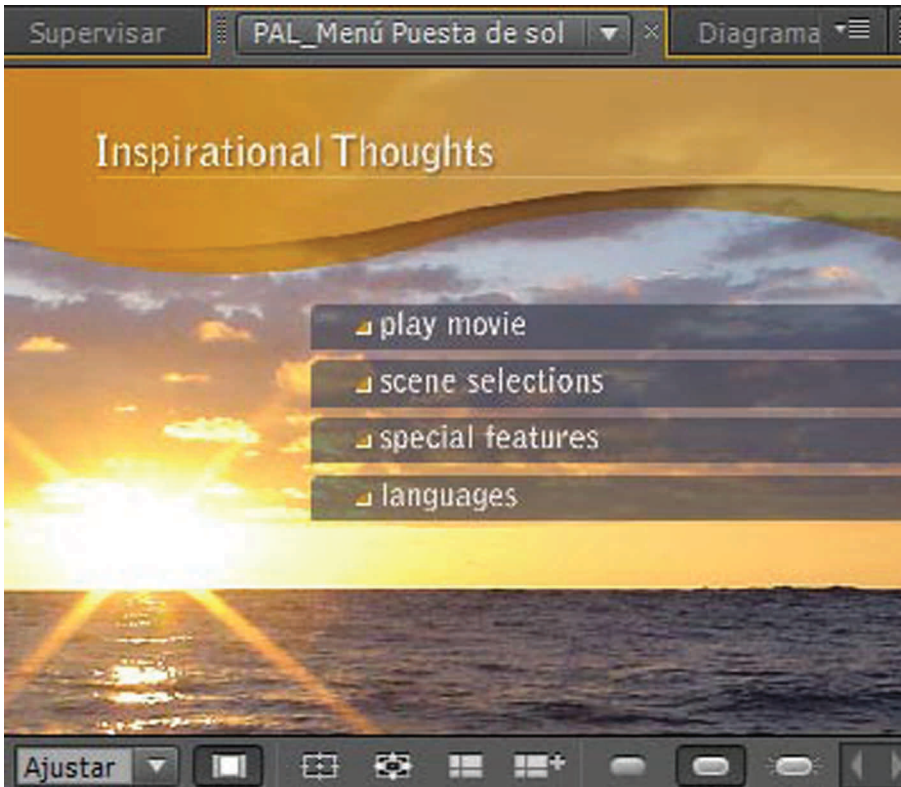 Supervisar PAL_Menú Puesta de sol Diagrama
Inspirational Thoughts
play movie
scene selections
special features
languages
Ajustar